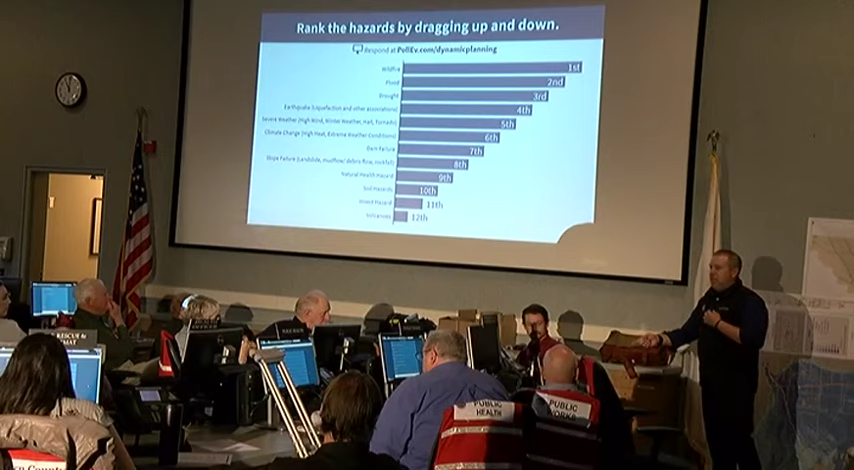 Rank the hazards by dragging up and down.
Respond at PollEv.com/dynamicplanning
Wildfire 1st
Flood 2nd
Drought 3rd
Earthquake (Liquefaction and other associations) 4th
Severe Weather (High Wind, Winter Weather, Hail, Tornado) 5th
Climate Change (High Heat, Extreme Weather Conditions) 6th
Dam Failure 7th
Slope Failure (Landslide, mudflow/ debris flow, rockfall) 8th
Natural Health Hazard 9th
Soil Hazards 10th
Insect Hazard 11th
Volcanoes 12th
RESCUE &
PUBLIC
HEALTH
PUBLIC
WORKS